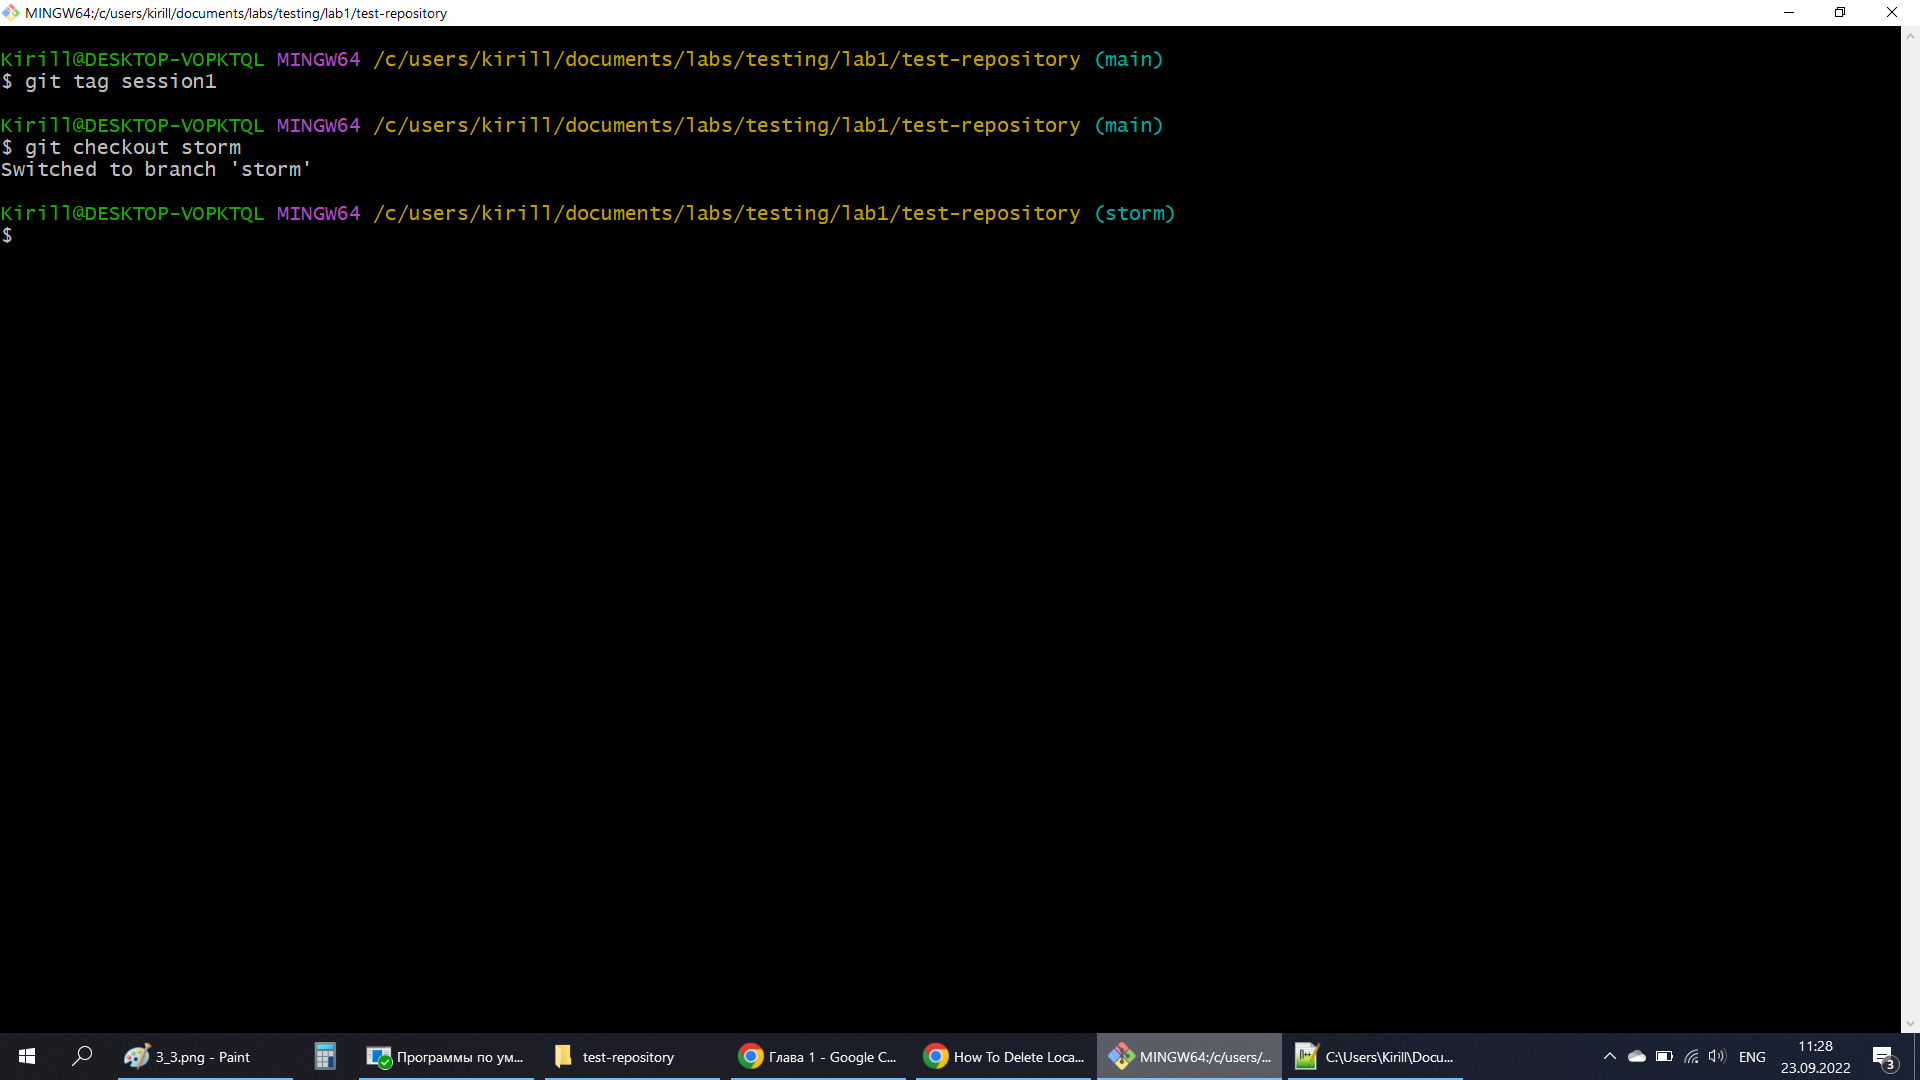 MINGW64:/c/users/kirill/documents/labs/testing/lab1/test-repository
Kirill@DESKTOP-VOPKTQL MINGW64 /c/users/kirill/documents/labs/testing/lab1/test-repository (main)
$ git tag session1
Kirill@DESKTOP-VOPKTQL MINGW64 /c/users/kirill/documents/labs/testing/lab1/test-repository (main)
$ git checkout storm
Switched to branch 'storm'
Kirill@DESKTOP-VOPKTQL MINGW64 /c/users/kirill/documents/labs/testing/lab1/test-repository (storm)
$
3_3.png - Paint
Программы по ум...
test-repository
Глава 1 - Google C...
How To Delete Loca...
MINGW64:/c/users/...
C:\Users\Kirill\Docu...
ENG
11:28
23.09.2022
3